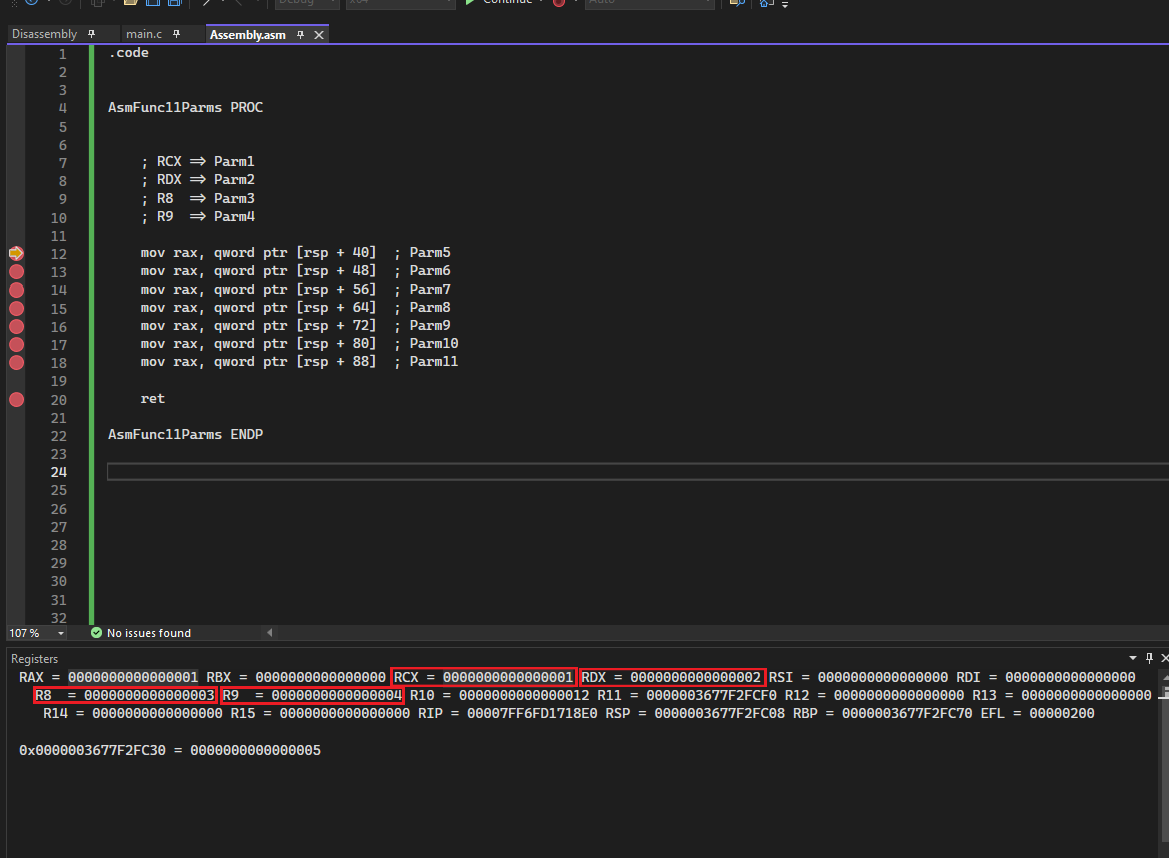 Debug x64 Continue Auto
Disassembly main.c Assembly.asm
1 .code
2
3
4 AsmFunc11Parms PROC
5
6
7 ; RCX => Parm1
8 ; RDX => Parm2
9 ; R8 => Parm3
10 ; R9 => Parm4
11
12 mov rax, qword ptr [rsp + 40] ; Parm5
13 mov rax, qword ptr [rsp + 48] ; Parm6
14 mov rax, qword ptr [rsp + 56] ; Parm7
15 mov rax, qword ptr [rsp + 64] ; Parm8
16 mov rax, qword ptr [rsp + 72] ; Parm9
17 mov rax, qword ptr [rsp + 80] ; Parm10
18 mov rax, qword ptr [rsp + 88] ; Parm11
19
20 ret
21
22 AsmFunc11Parms ENDP
23
24
25
26
27
28
29
30
31
32
107 % No issues found
Registers
RAX = 0000000000000001 RBX = 0000000000000000 RCX = 0000000000000001 RDX = 0000000000000002 RSI = 0000000000000000 RDI = 0000000000000000
R8 = 0000000000000003 R9 = 0000000000000004 R10 = 0000000000000012 R11 = 0000003677F2FCF0 R12 = 0000000000000000 R13 = 0000000000000000
R14 = 0000000000000000 R15 = 0000000000000000 RIP = 00007FF6FD1718E0 RSP = 0000003677F2FC08 RBP = 0000003677F2FC70 EFL = 00000200
0x0000003677F2FC30 = 0000000000000005